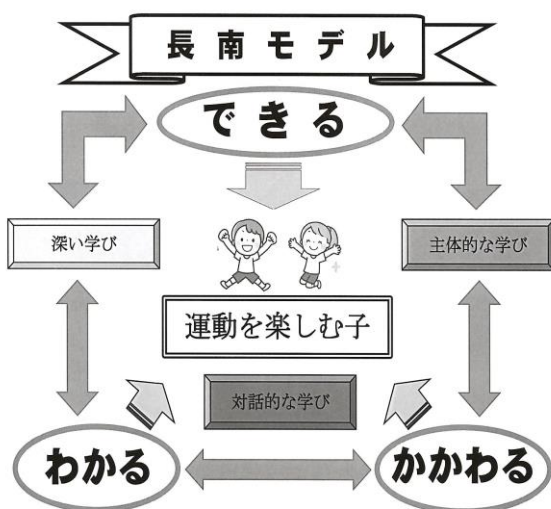 長南モデル
できる
深い学び
主体的な学び
運動を楽しむ子
対話的な学び
わかる
かかわる